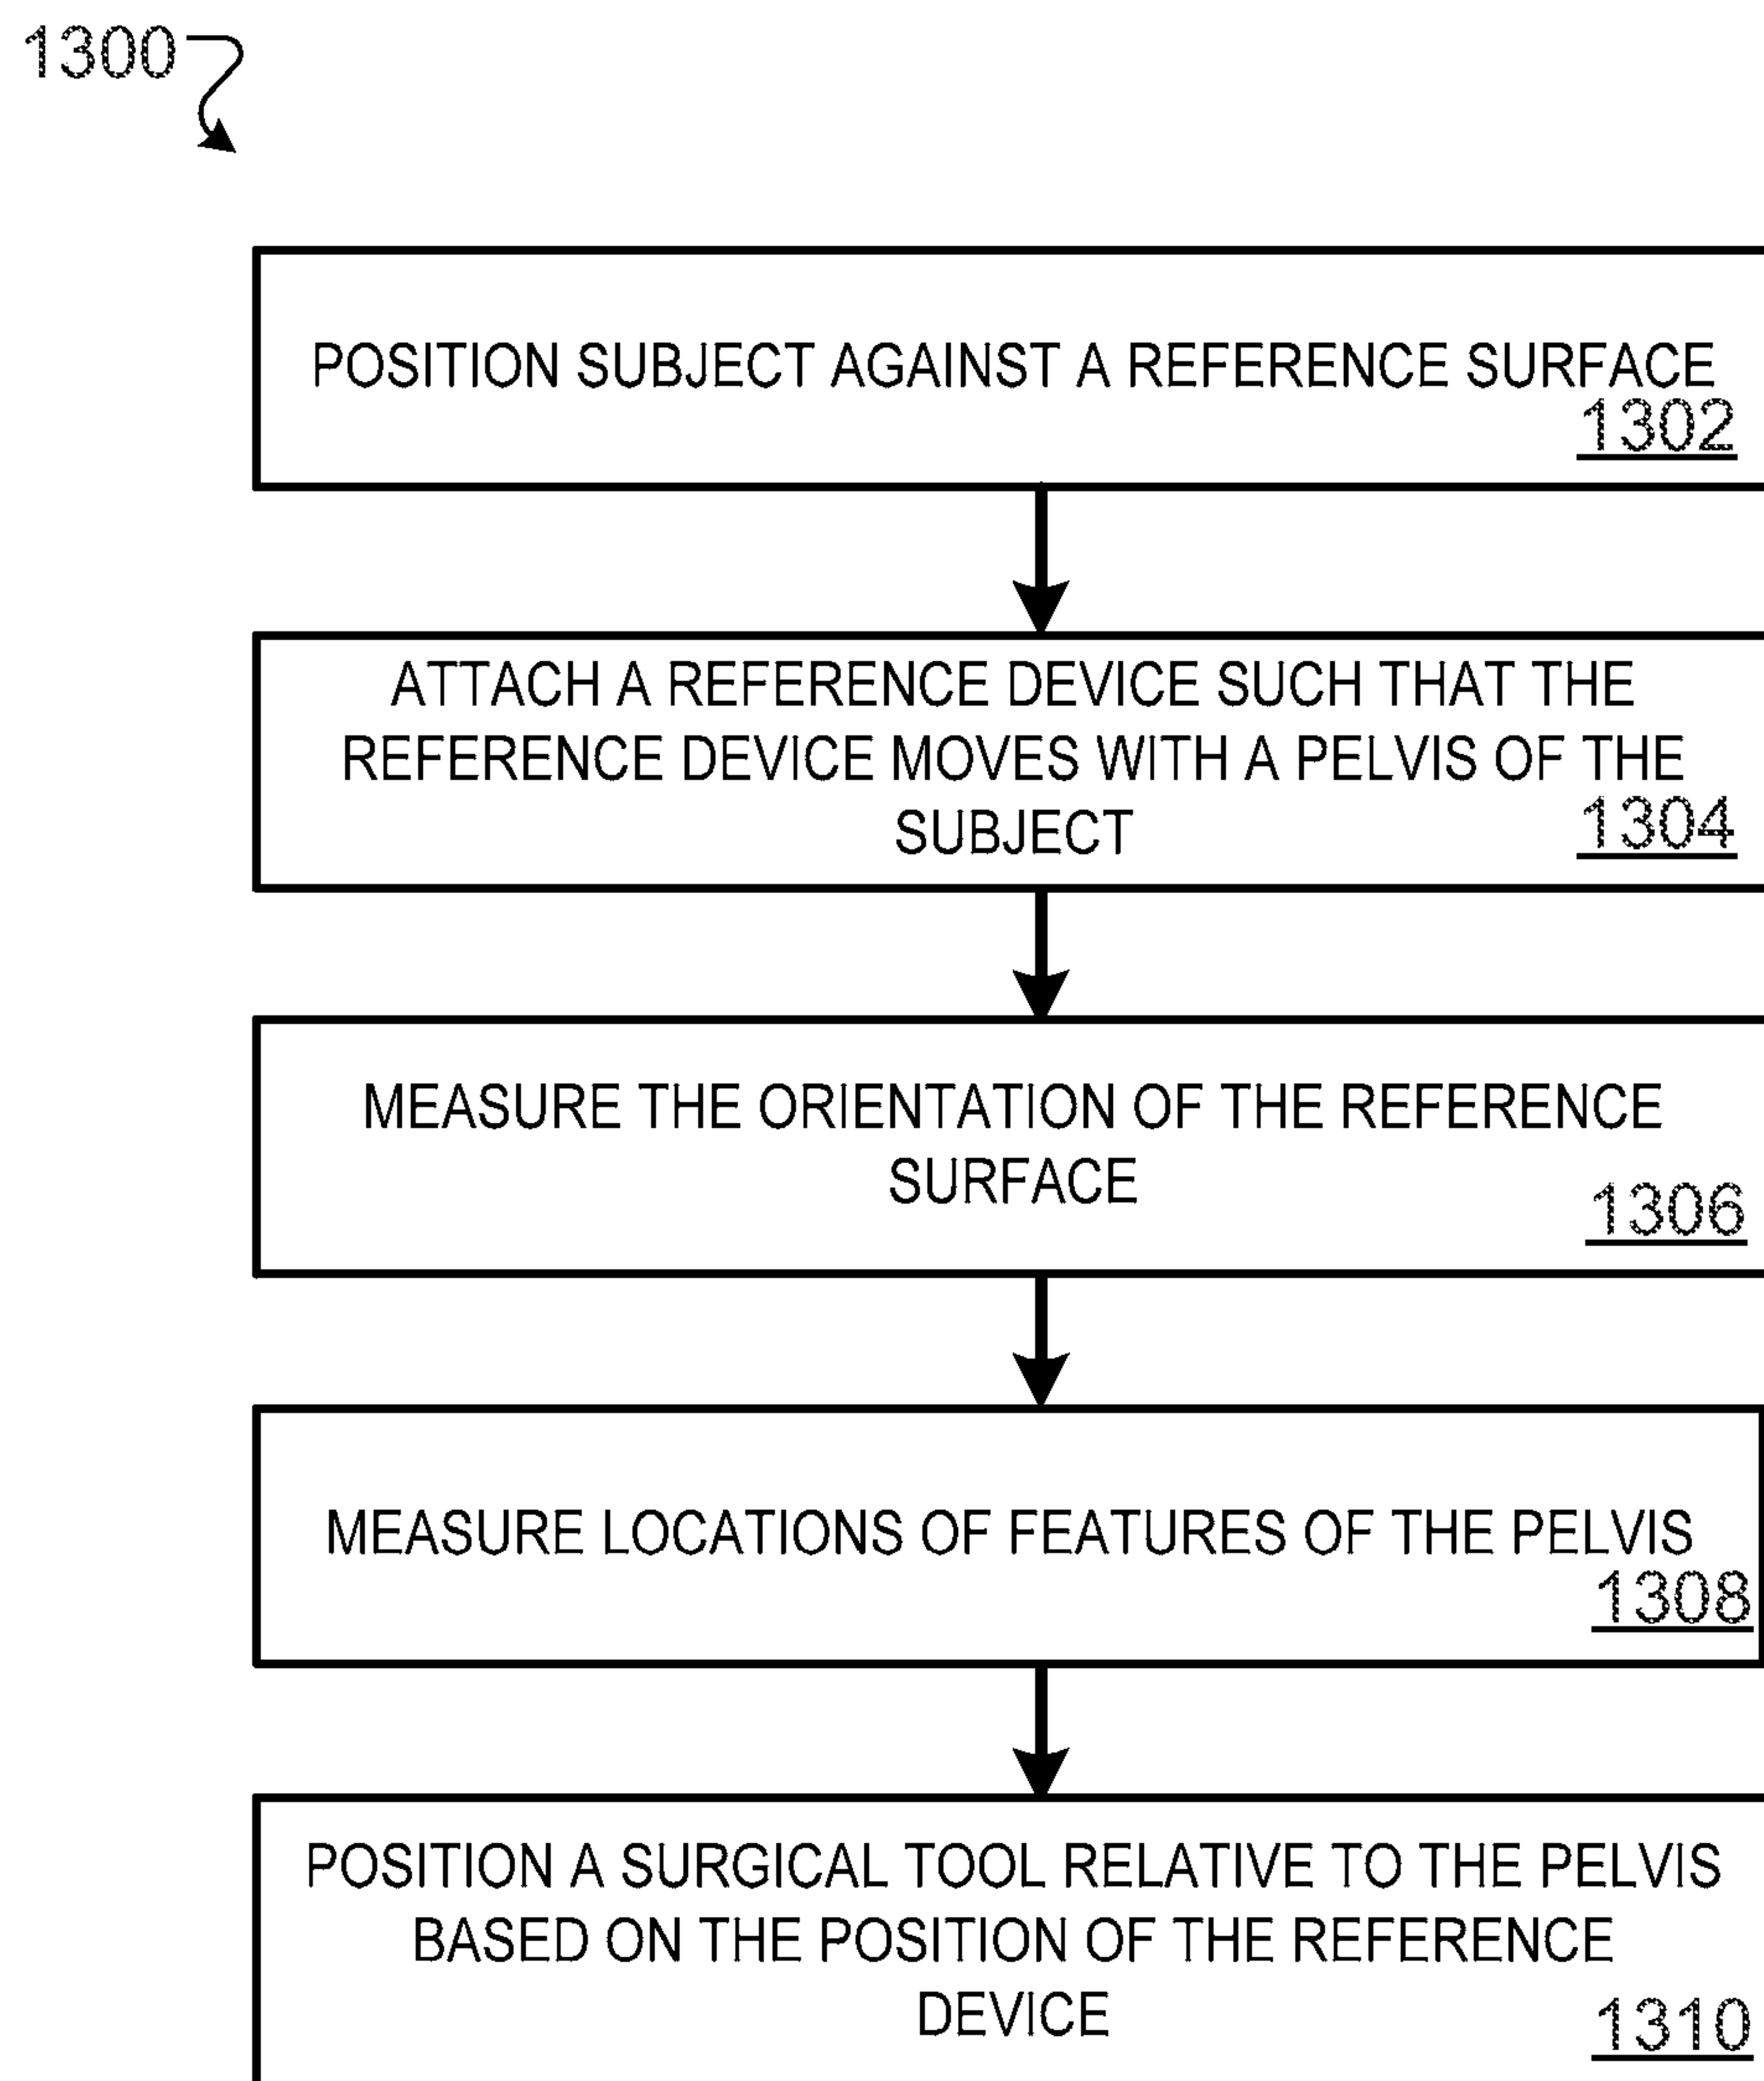 1300
POSITION SUBJECT AGAINST A REFERENCE SURFACE
1302
ATTACH A REFERENCE DEVICE SUCH THAT THE
REFERENCE DEVICE MOVES WITH A PELVIS OF THE
SUBJECT
1304
MEASURE THE ORIENTATION OF THE REFERENCE
SURFACE
1306
MEASURE LOCATIONS OF FEATURES OF THE PELVIS
1308
POSITION A SURGICAL TOOL RELATIVE TO THE PELVIS
BASED ON THE POSITION OF THE REFERENCE
DEVICE
1310